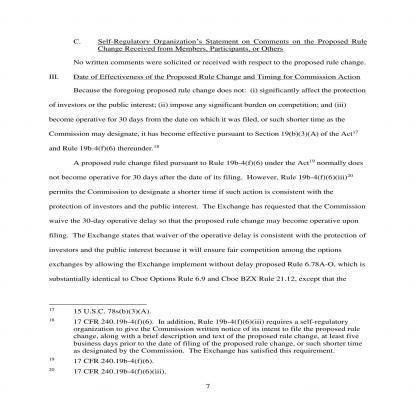 C. Self-Regulatory Organization's Statement on Comments on the Proposed Rule
Change Received from Members, Participants, or Others
No written comments were solicited or received with respect to the proposed rule change.
III. Date of Effectiveness of the Proposed Rule Change and Timing for Commission Action
Because the foregoing proposed rule change does not: (i) significantly affect the protection
of investors or the public interest; (ii) impose any significant burden on competition; and (iii)
become operative for 30 days from the date on which it was filed, or such shorter time as the
Commission may designate, it has become effective pursuant to Section 19(b)(3)(A) of the Act17
and Rule 19b-4(f)(6) thereunder.18
A proposed rule change filed pursuant to Rule 19b-4(f)(6) under the Act19 normally does
not become operative for 30 days after the date of its filing. However, Rule 19b-4(f)(6)(iii)20
permits the Commission to designate a shorter time if such action is consistent with the
protection of investors and the public interest. The Exchange has requested that the Commission
waive the 30-day operative delay so that the proposed rule change may become operative upon
filing. The Exchange states that waiver of the operative delay is consistent with the protection of
investors and the public interest because it will ensure fair competition among the options
exchanges by allowing the Exchange implement without delay proposed Rule 6.78A-O, which is
substantially identical to Cboe Options Rule 6.9 and Cboe BZX Rule 21.12, except that the
17 15 U.S.C. 78s(b)(3)(A).
18 17 CFR 240.19b-4(f)(6). In addition, Rule 19b-4(f)(6)(iii) requires a self-regulatory
organization to give the Commission written notice of its intent to file the proposed rule
change, along with a brief description and text of the proposed rule change, at least five
business days prior to the date of filing of the proposed rule change, or such shorter time
as designated by the Commission. The Exchange has satisfied this requirement.
19 17 CFR 240.19b-4(f)(6).
20 17 CFR 240.19b-4(f)(6)(iii).
7